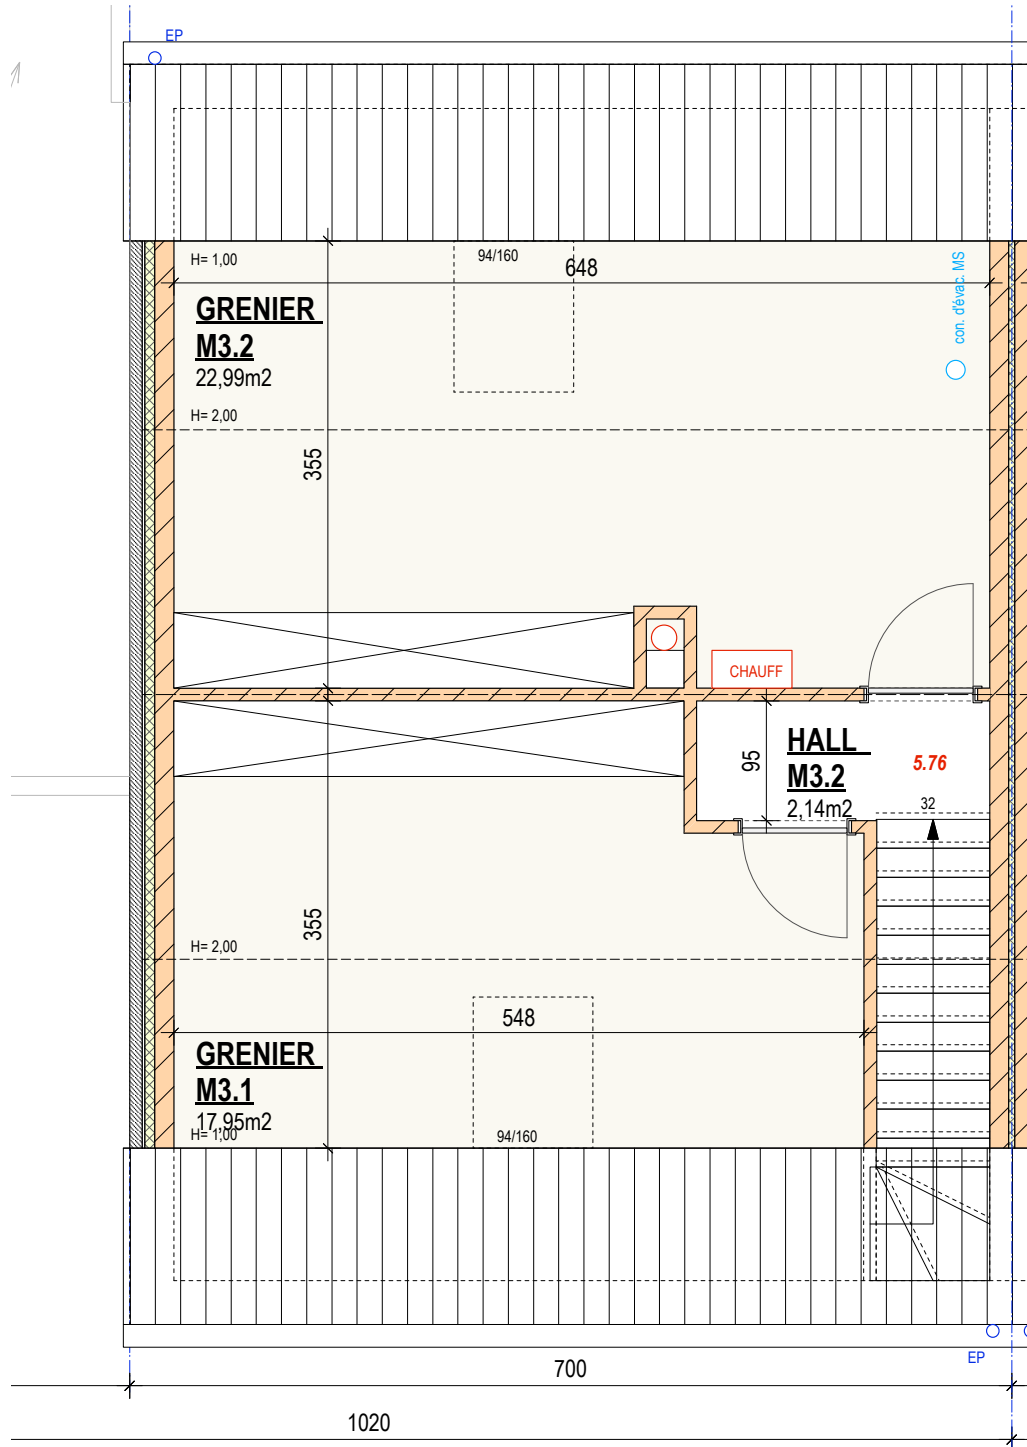 EP
H= 1,00
94/160
648
con. d'évac. MS
GRENIER
M3.2
22,99m2
H= 2,00
355
CHAUFF
HALL
M3.2
2,14m2
95
5.76
32
355
H= 2,00
548
GRENIER
M3.1
17,95m2
H= 1,00
94/160
EP
700
1020